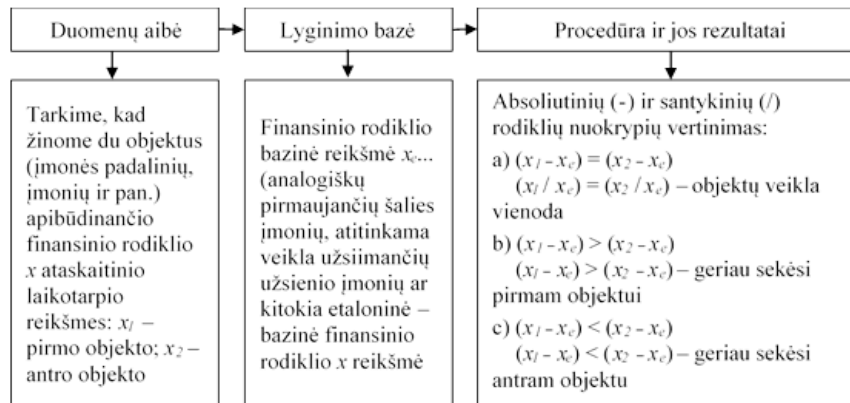 Duomenų aibė
Lyginimo bazė
Procedūra ir jos rezultatai
Tarkime, kad
žinome du objektus
(įmonės padalinių,
įmonių ir pan.)
apibūdinančio
finansinio rodiklio
x ataskaitinio
laikotarpio
reikšmes: x₁ –
pirmo objekto; x₂ –
antro objekto
Finansinio rodiklio
bazinė reikšmė xₑ...
(analogiškų
pirmaujančių šalies
įmonių, atitinkama
veikla užsiimančių
užsienio įmonių ar
kitokia etaloninė –
bazinė finansinio
rodiklio x reikšmė
Absoliutinių (-) ir santykinių (/)
rodiklių nuokrypių vertinimas:
a) (x₁ - xₑ) = (x₂ - xₑ)
(x₁ / xₑ) = (x₂ / xₑ) – objektų veikla
vienoda
b) (x₁ - xₑ) > (x₂ - xₑ)
(x₁ - xₑ) > (x₂ - xₑ) – geriau sekėsi
pirmam objektui
c) (x₁ - xₑ) < (x₂ - xₑ)
(x₁ - xₑ) < (x₂ - xₑ) – geriau sekėsi
antram objektu